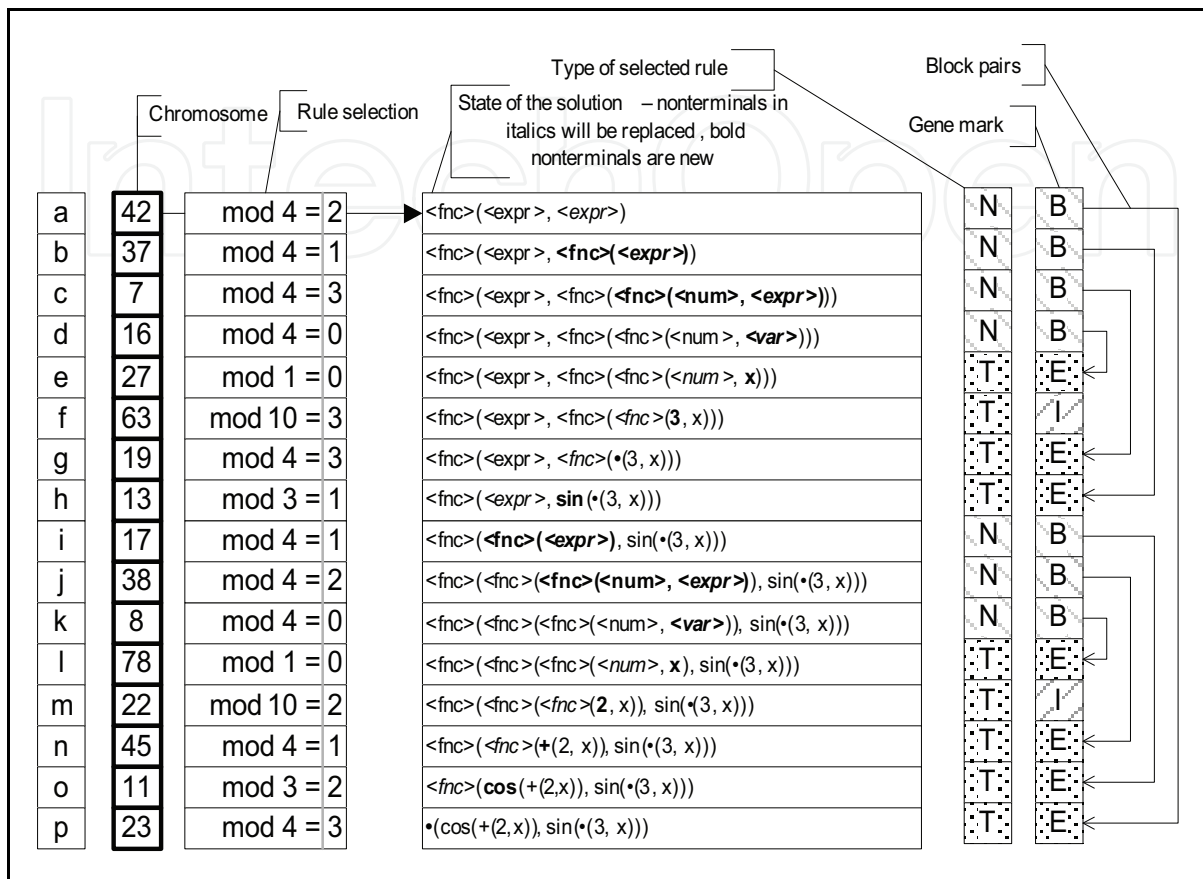 IntechOpen
Type of selected rule
Block pairs
Chromosome
Rule selection
State of the solution – nonterminals in
italics will be replaced , bold
nonterminals are new
Gene mark
a 42 mod 4 = 2 <fnc>(<expr>, <expr>) N B
b 37 mod 4 = 1 <fnc>(<expr>, <fnc>(<expr>)) N B
c 7 mod 4 = 3 <fnc>(<expr>, <fnc>(<fnc>(<num>, <expr>))) N B
d 16 mod 4 = 0 <fnc>(<expr>, <fnc>(<fnc>(<num>, <var>))) N B
e 27 mod 1 = 0 <fnc>(<expr>, <fnc>(<fnc>(<num>, x))) T E
f 63 mod 10 = 3 <fnc>(<expr>, <fnc>(<fnc>(3, x))) T I
g 19 mod 4 = 3 <fnc>(<expr>, <fnc>(•(3, x))) T E
h 13 mod 3 = 1 <fnc>(<expr>, sin(•(3, x))) T E
i 17 mod 4 = 1 <fnc>(<fnc>(<expr>), sin(•(3, x))) N B
j 38 mod 4 = 2 <fnc>(<fnc>(<fnc>(<num>, <expr>)), sin(•(3, x))) N B
k 8 mod 4 = 0 <fnc>(<fnc>(<fnc>(<num>, <var>)), sin(•(3, x))) N B
l 78 mod 1 = 0 <fnc>(<fnc>(<fnc>(<num>, x), sin(•(3, x))) T E
m 22 mod 10 = 2 <fnc>(<fnc>(<fnc>(2, x)), sin(•(3, x))) T I
n 45 mod 4 = 1 <fnc>(<fnc>(+(2, x)), sin(•(3, x))) T E
o 11 mod 3 = 2 <fnc>(cos(+(2,x)), sin(•(3, x))) T E
p 23 mod 4 = 3 •(cos(+(2,x)), sin(•(3, x))) T E